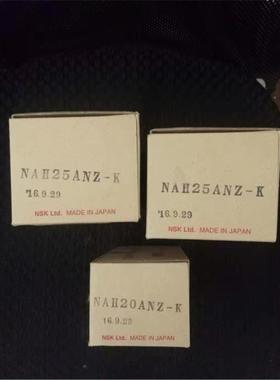 NAH25ANZ-K
'16.9.29
NSK Ltd. MADE IN JAPAN
NAH25ANZ-K
'16.9.29
NSK Ltd. MADE IN JAPAN
NAH20ANZ-K
'16.9.29
NSK Ltd. MADE IN JAPAN